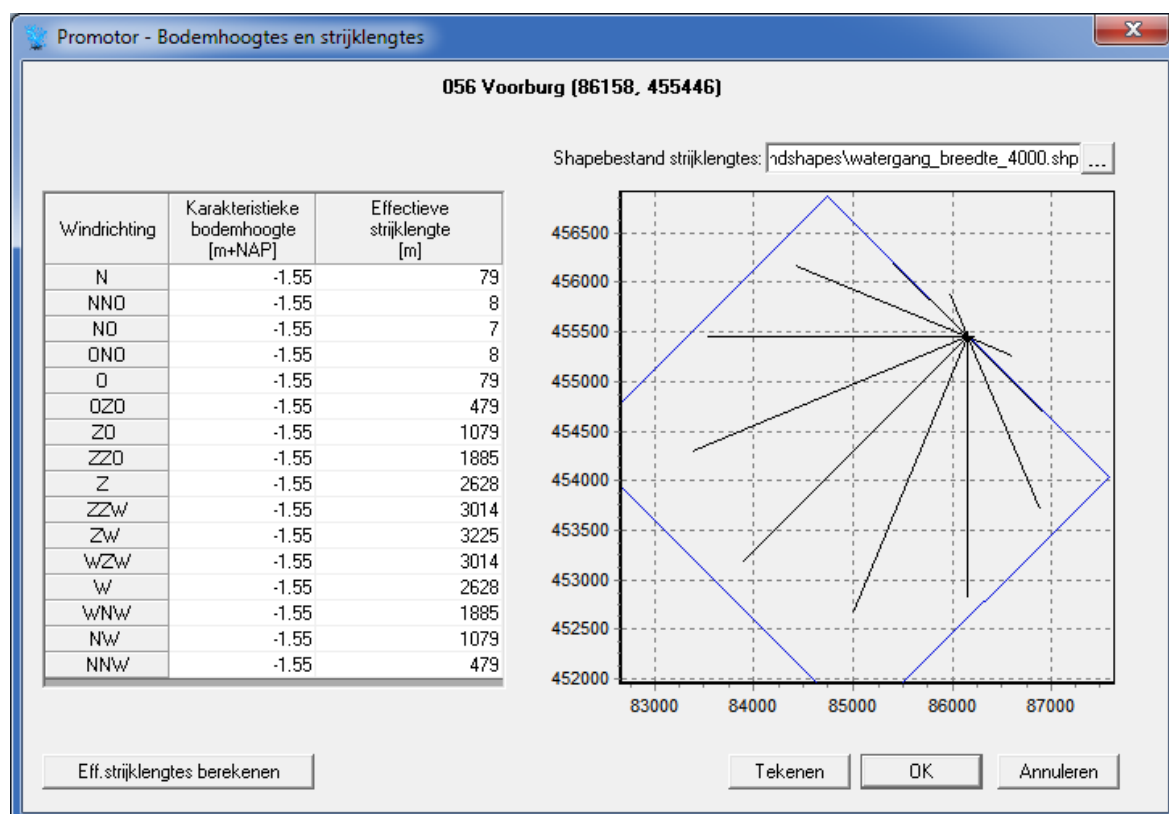 Promotor - Bodemhoogtes en strijklengtes
056 Voorburg (86158, 455446)
Shapebestand strijklengtes: ndshapes\watergang_breedte_4000.shp ...
Windrichting Karakteristieke bodemhoogte [m+NAP] Effectieve strijklengte [m]
N -1.55 79
NNO -1.55 8
NO -1.55 7
ONO -1.55 8
O -1.55 79
OZO -1.55 479
ZO -1.55 1079
ZZO -1.55 1885
Z -1.55 2628
ZZW -1.55 3014
ZW -1.55 3225
WZW -1.55 3014
W -1.55 2628
WNW -1.55 1885
NW -1.55 1079
NNW -1.55 479
456500
456000
455500
455000
454500
454000
453500
453000
452500
452000
83000 84000 85000 86000 87000
Eff.strijklengtes berekenen Tekenen OK Annuleren